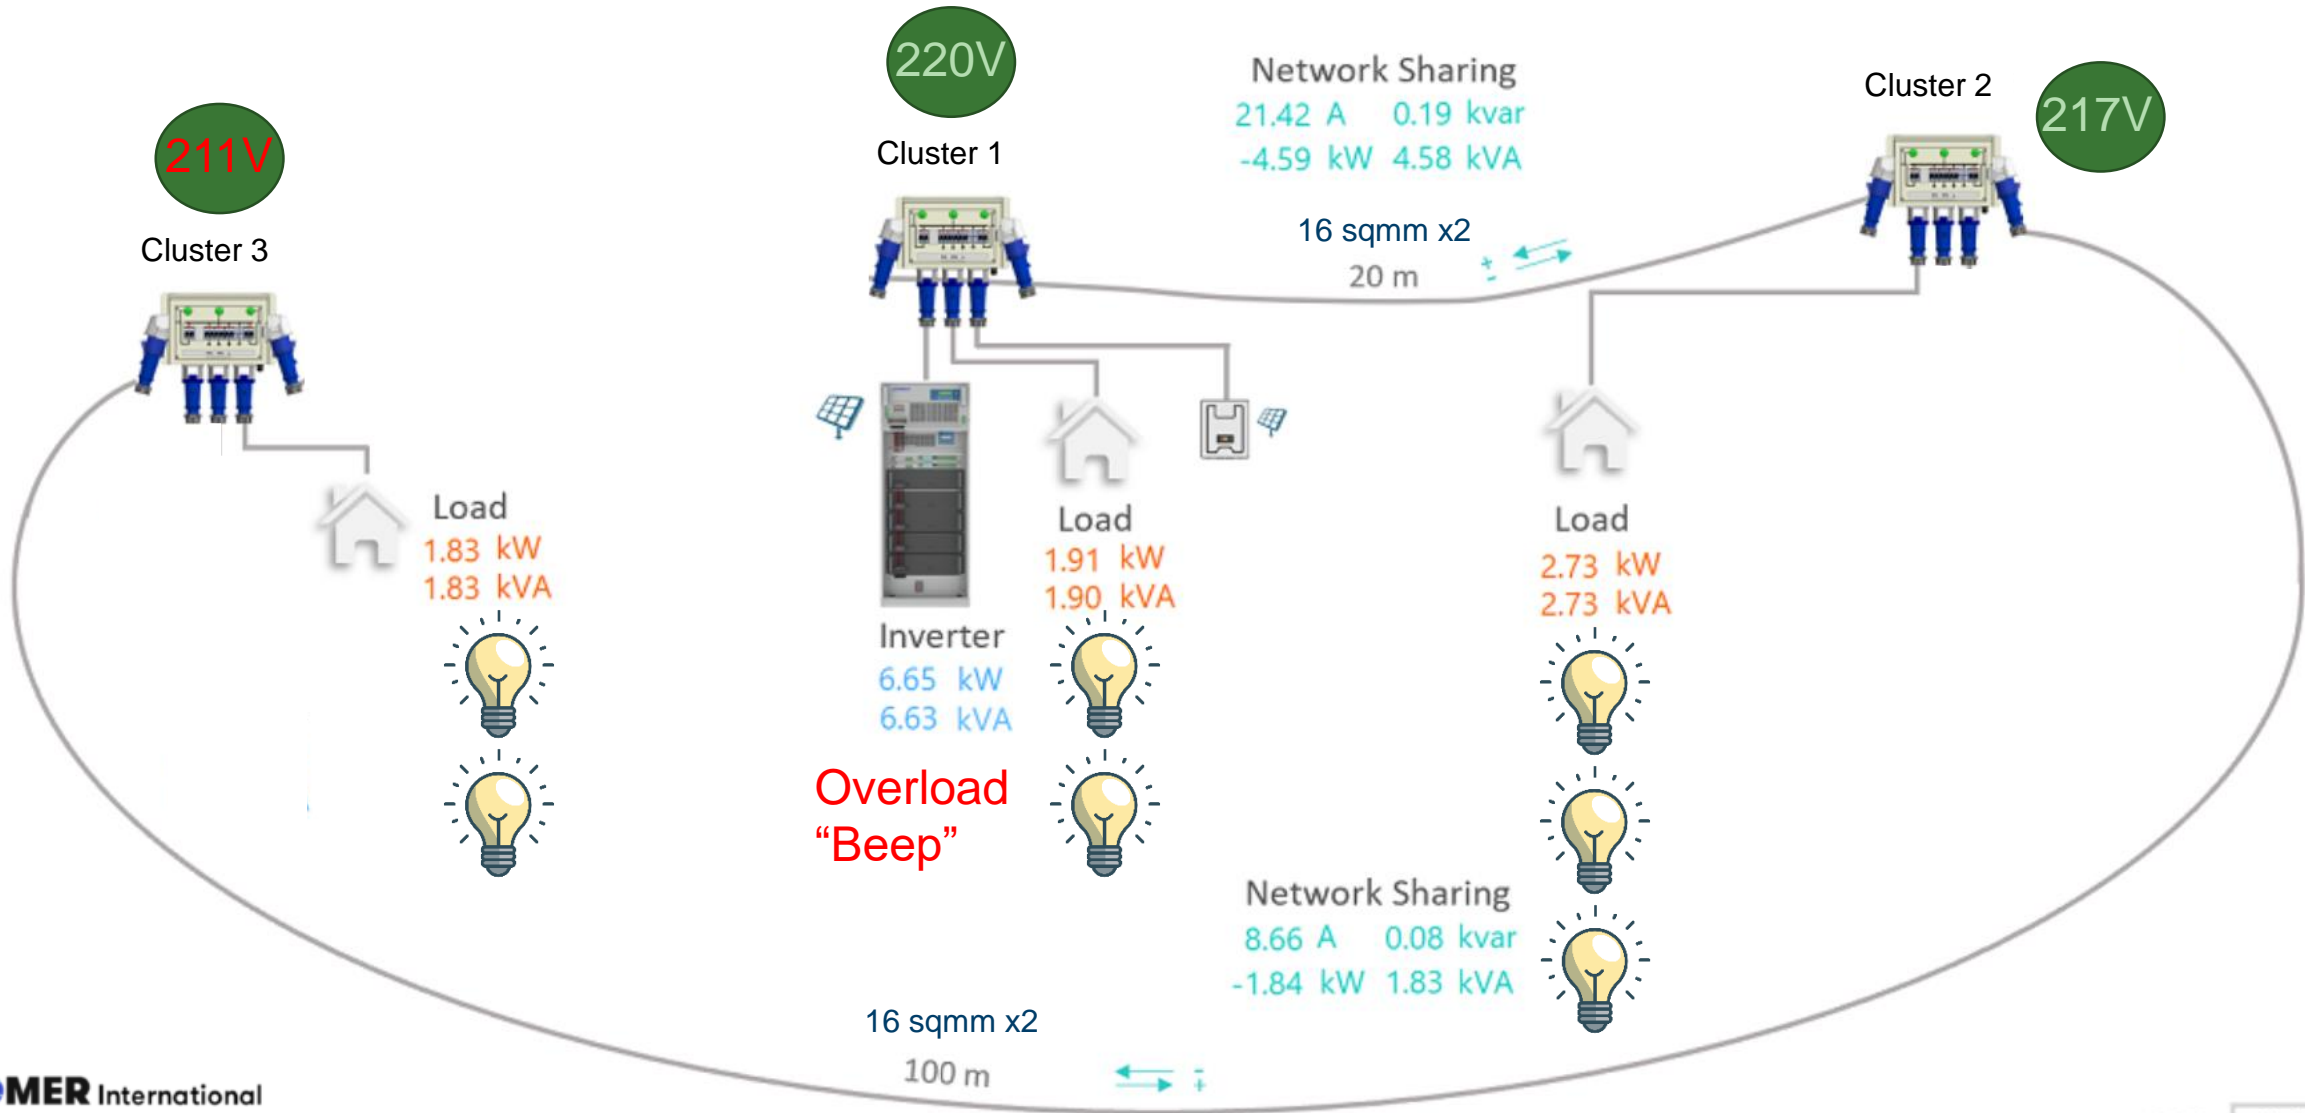 220V
Network Sharing
21.42 A 0.19 kvar
-4.59 kW 4.58 kVA
Cluster 2
217V
211V
Cluster 1
Cluster 3
16 sqmm x2
20 m
+
-
Load
1.83 kW
1.83 kVA
Load
1.91 kW
1.90 kVA
Load
2.73 kW
2.73 kVA
Inverter
6.65 kW
6.63 kVA
Overload
“Beep”
Network Sharing
8.66 A 0.08 kvar
-1.84 kW 1.83 kVA
16 sqmm x2
100 m
-
+
MER International